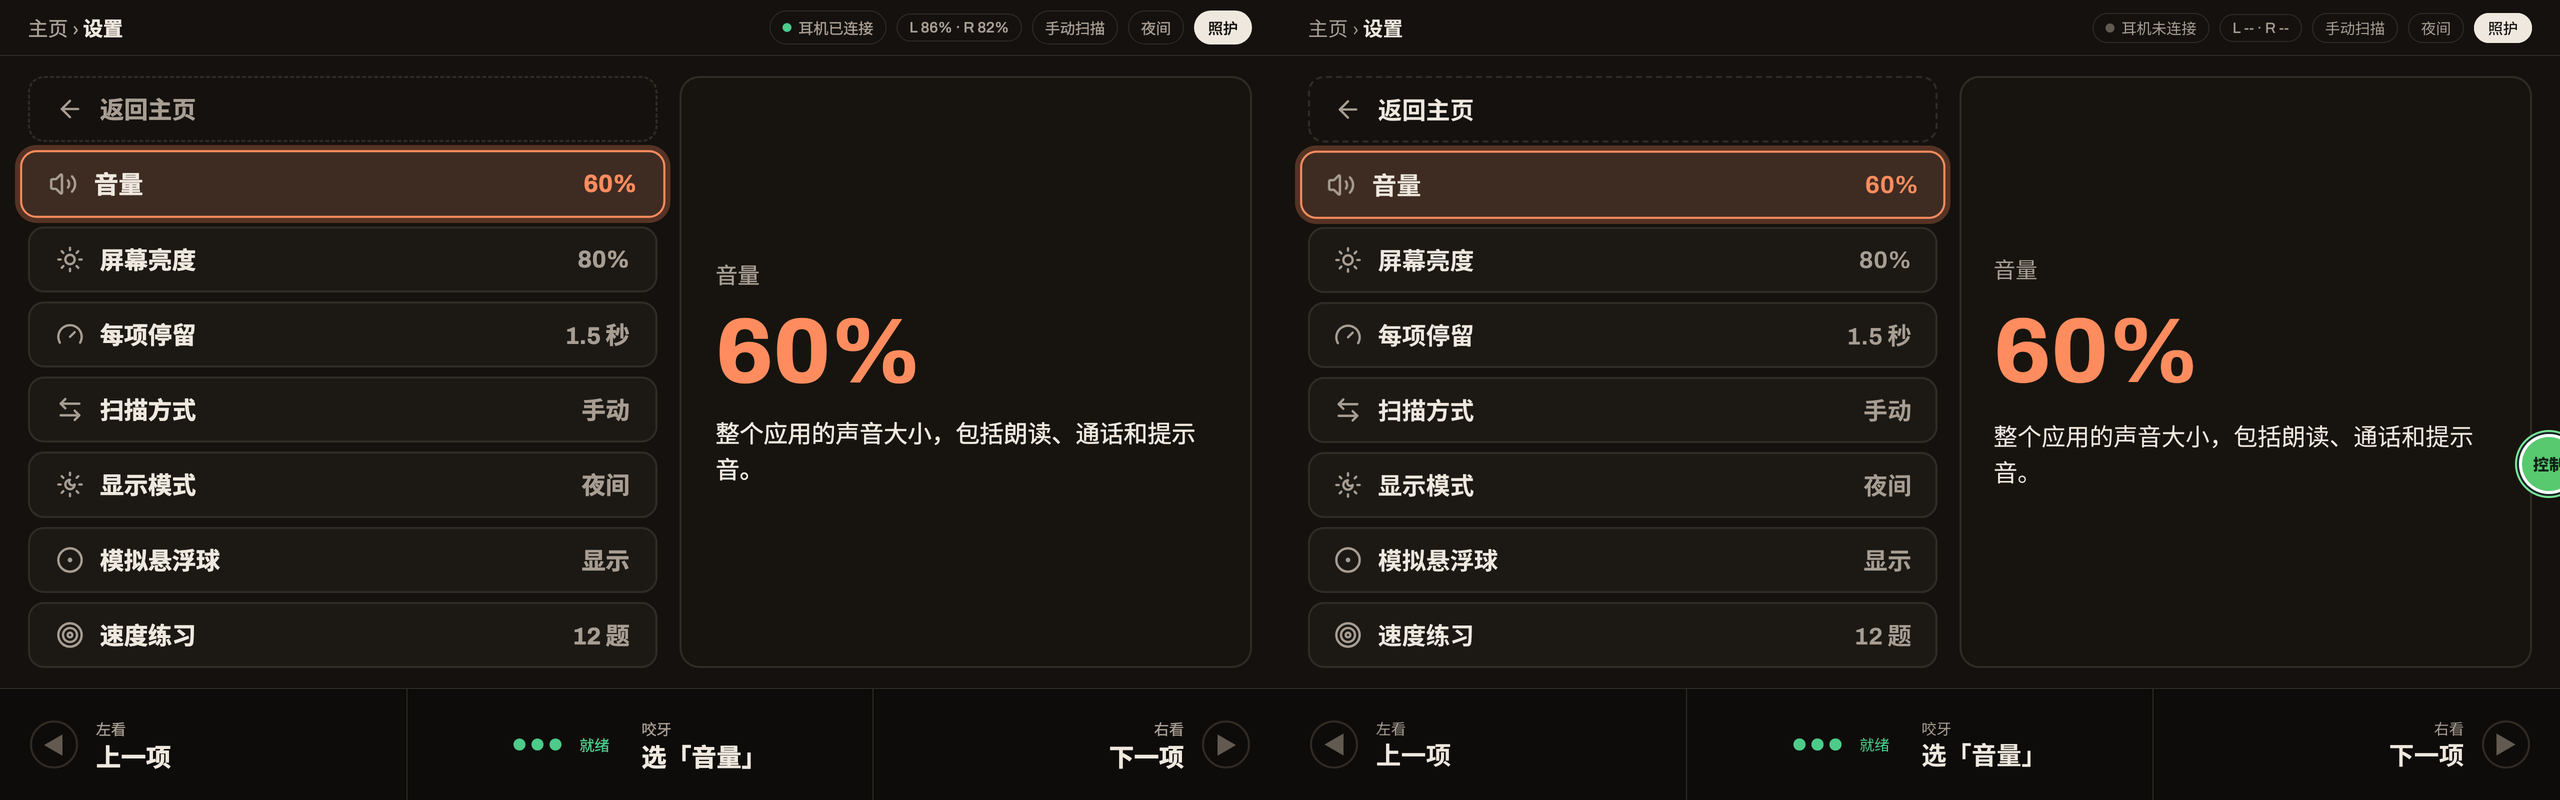 主页 › 设置
耳机已连接
L 86% · R 82%
手动扫描
夜间
照护
返回主页
音量
60%
屏幕亮度
80%
每项停留
1.5 秒
扫描方式
手动
显示模式
夜间
模拟悬浮球
显示
速度练习
12 题
音量
60%
整个应用的声音大小，包括朗读、通话和提示
音。
左看
上一项
就绪
咬牙
选「音量」
右看
下一项
主页 › 设置
耳机未连接
L -- · R --
手动扫描
夜间
照护
返回主页
音量
60%
屏幕亮度
80%
每项停留
1.5 秒
扫描方式
手动
显示模式
夜间
模拟悬浮球
显示
速度练习
12 题
音量
60%
整个应用的声音大小，包括朗读、通话和提示
音。
控制
左看
上一项
就绪
咬牙
选「音量」
右看
下一项